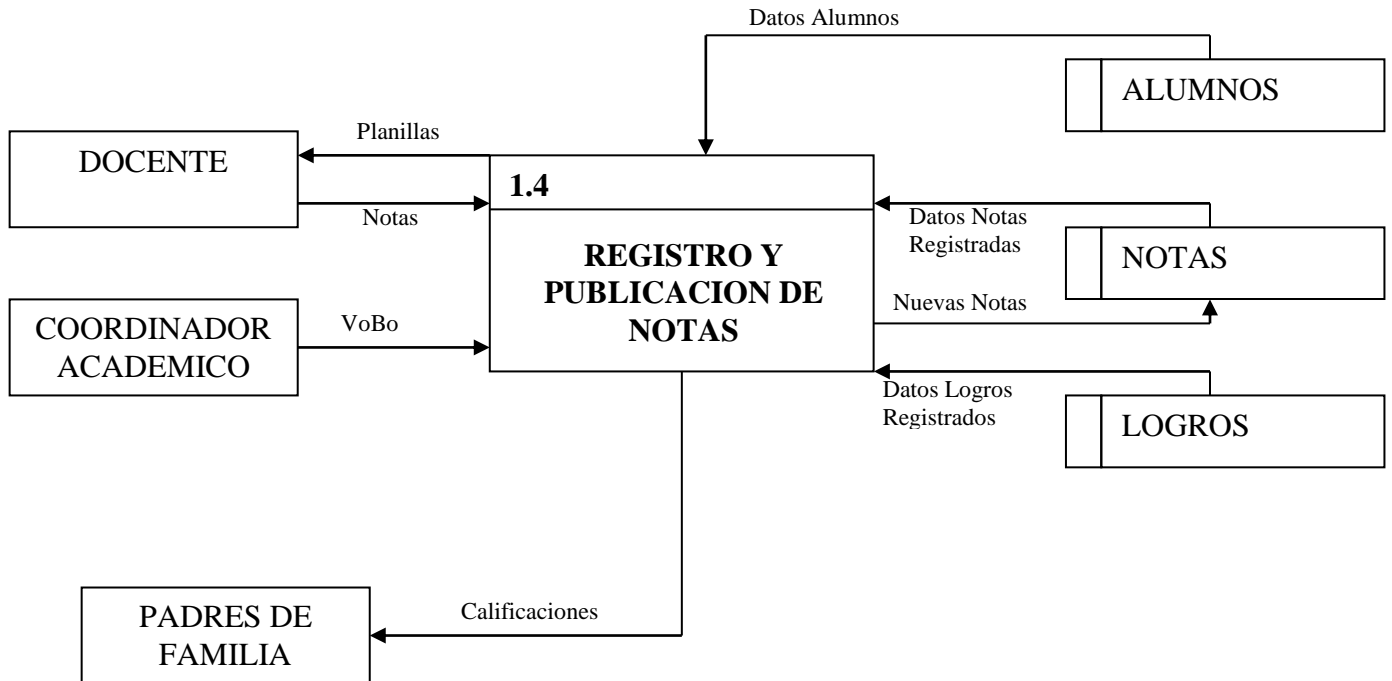 Datos Alumnos
ALUMNOS
Planillas
DOCENTE
Notas
1.4
REGISTRO Y
PUBLICACION DE
NOTAS
Datos Notas
Registradas
NOTAS
Nuevas Notas
COORDINADOR
ACADEMICO
VoBo
Datos Logros
Registrados
LOGROS
Calificaciones
PADRES DE
FAMILIA